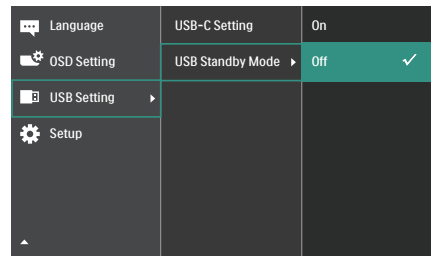 Language
OSD Setting
USB Setting
Setup
USB-C Setting
USB Standby Mode
On
Off